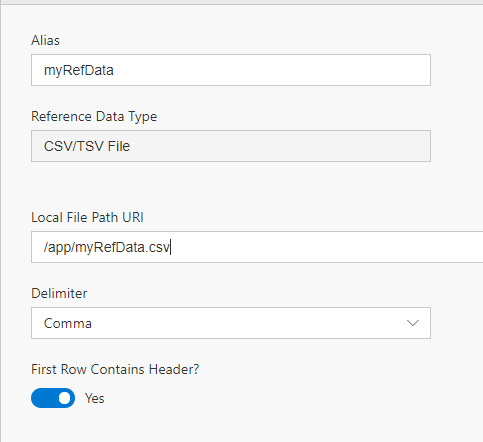 Alias
myRefData
Reference Data Type
CSV/TSV File
Local File Path URI
/app/myRefData.csv
Delimiter
Comma
First Row Contains Header?
Yes